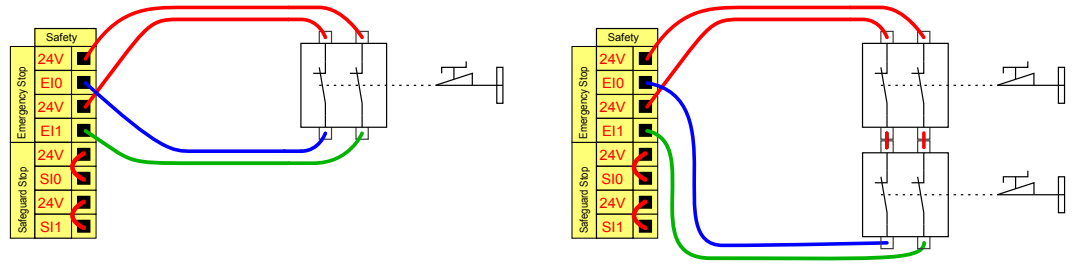 Safety
Emergency Stop
24V
EI0
24V
EI1
Safeguard Stop
24V
SI0
24V
SI1
Safety
Emergency Stop
24V
EI0
24V
EI1
Safeguard Stop
24V
SI0
24V
SI1